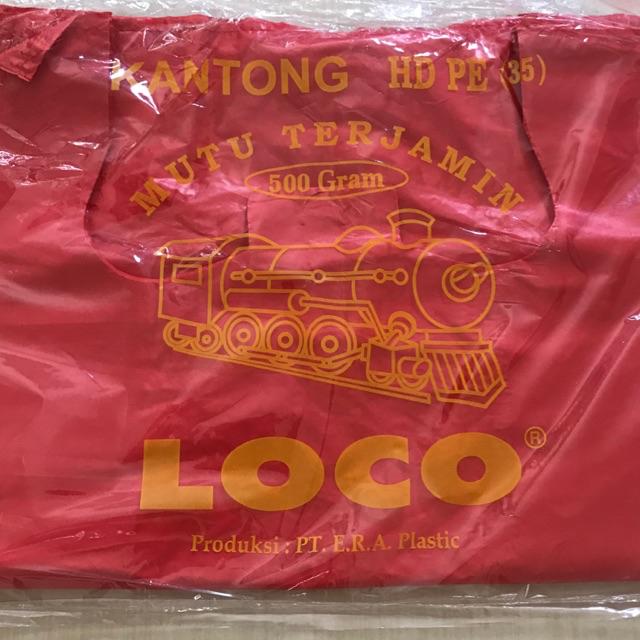 KANTONG HD PE (35)
MUTU TERJAMIN
500 Gram
LOCO®
Produksi : PT. E.R.A. Plastic